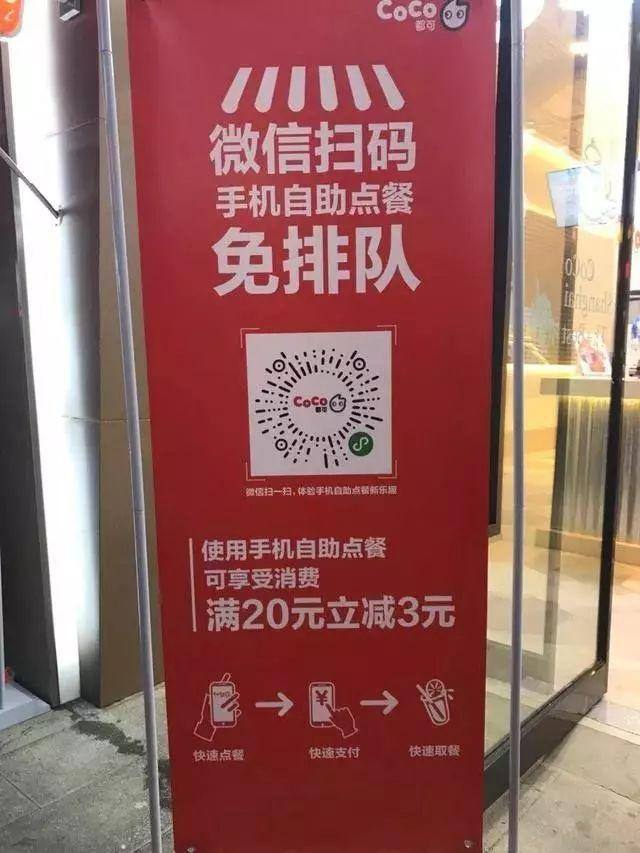 CoCo
都可
微信扫码
手机自助点餐
免排队
CoCo
都可
微信扫一扫，体验手机自助点餐新乐趣
使用手机自助点餐
可享受消费
满20元立减3元
¥
快速点餐
快速支付
快速取餐
CoCo
Shanghai